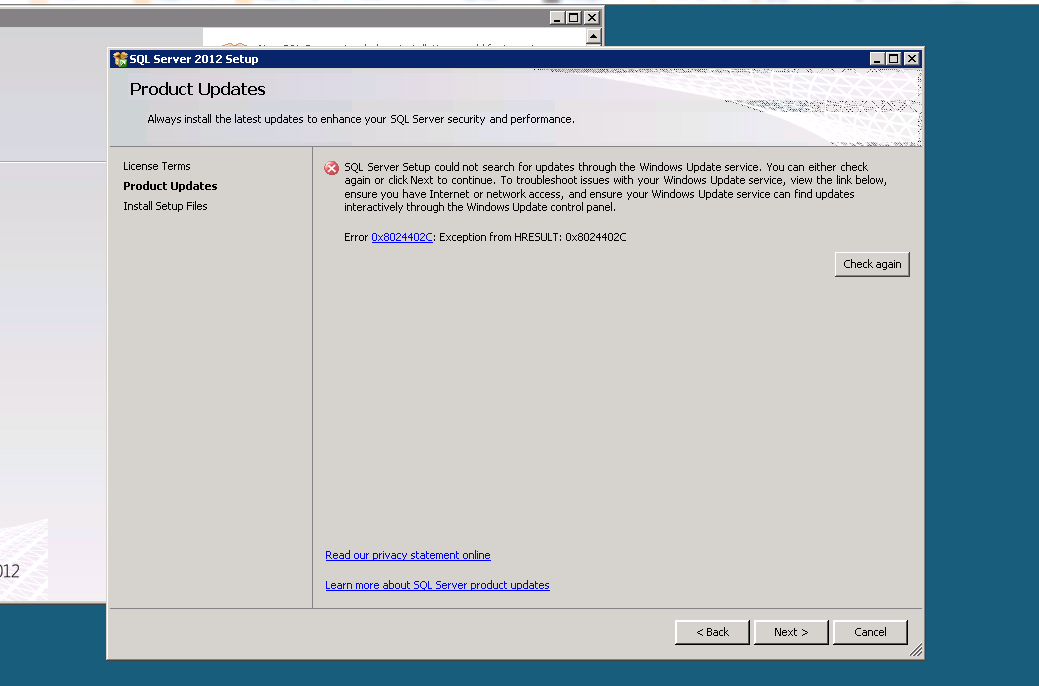 SQL Server 2012 Setup
Product Updates
Always install the latest updates to enhance your SQL Server security and performance.
License Terms
Product Updates
Install Setup Files
SQL Server Setup could not search for updates through the Windows Update service. You can either check
again or click Next to continue. To troubleshoot issues with your Windows Update service, view the link below,
ensure you have Internet or network access, and ensure your Windows Update service can find updates
interactively through the Windows Update control panel.
Error 0x8024402C: Exception from HRESULT: 0x8024402C
Check again
Read our privacy statement online
Learn more about SQL Server product updates
012
< Back
Next >
Cancel